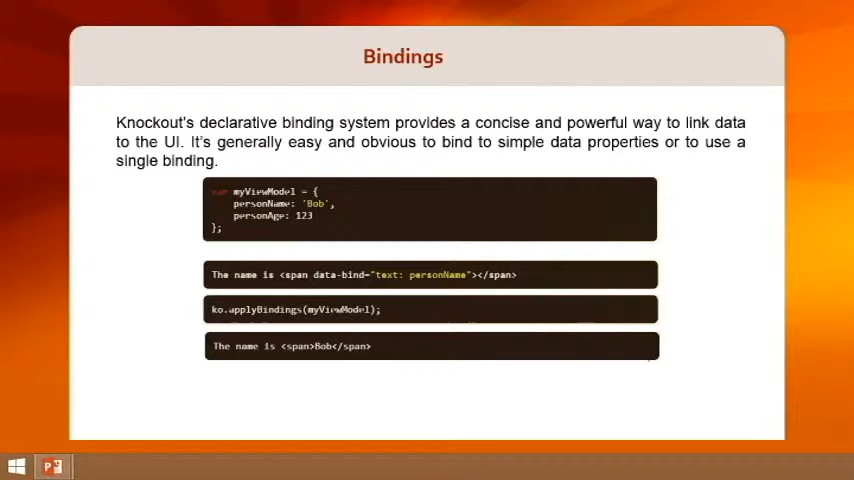 Bindings
Knockout's declarative binding system provides a concise and powerful way to link data
to the UI. It's generally easy and obvious to bind to simple data properties or to use a
single binding.
var myViewModel = {
personName: 'Bob',
personAge: 123
};
The name is <span data-bind="text: personName"></span>
ko.applyBindings(myViewModel);
The name is <span>Bob</span>